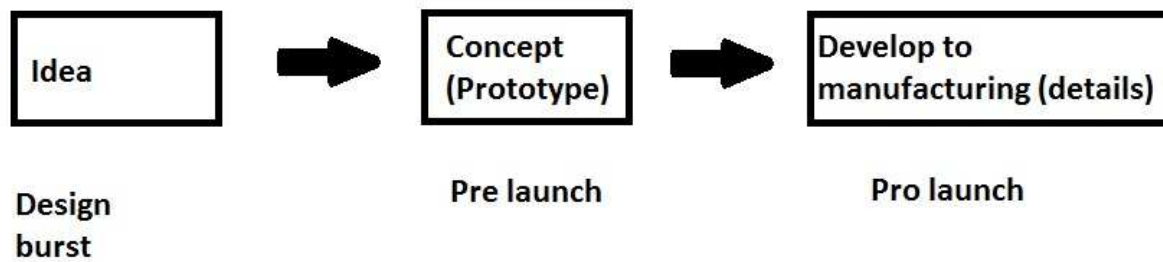 Idea
Concept
(Prototype)
Develop to
manufacturing (details)
Design
burst
Pre launch
Pro launch